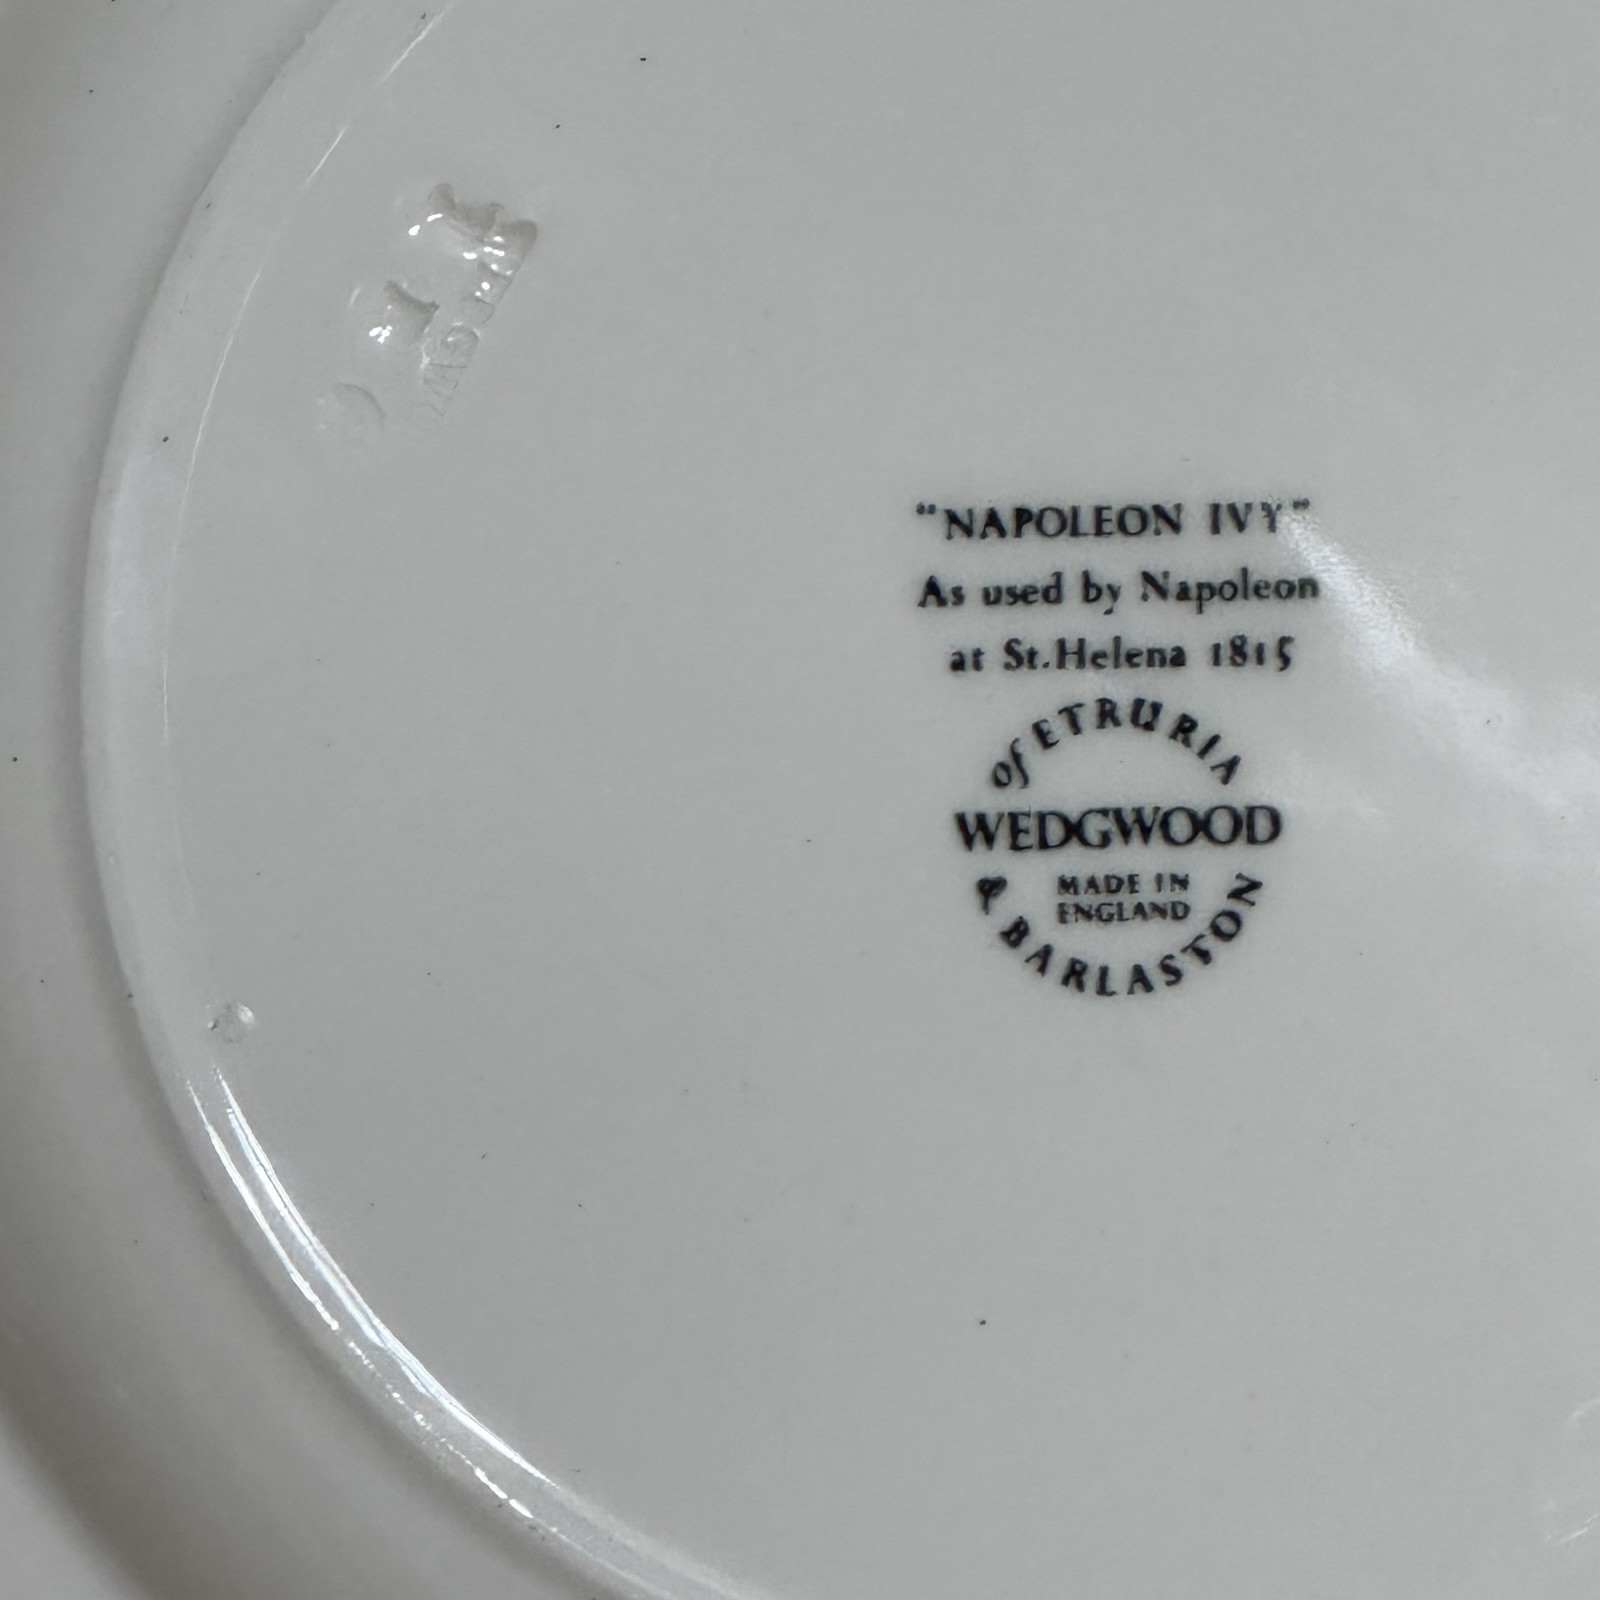 "NAPOLEON IVY"
As used by Napoleon
at St.Helena 1815
of ETRURIA
WEDGWOOD
MADE IN
ENGLAND
& BARLASTON